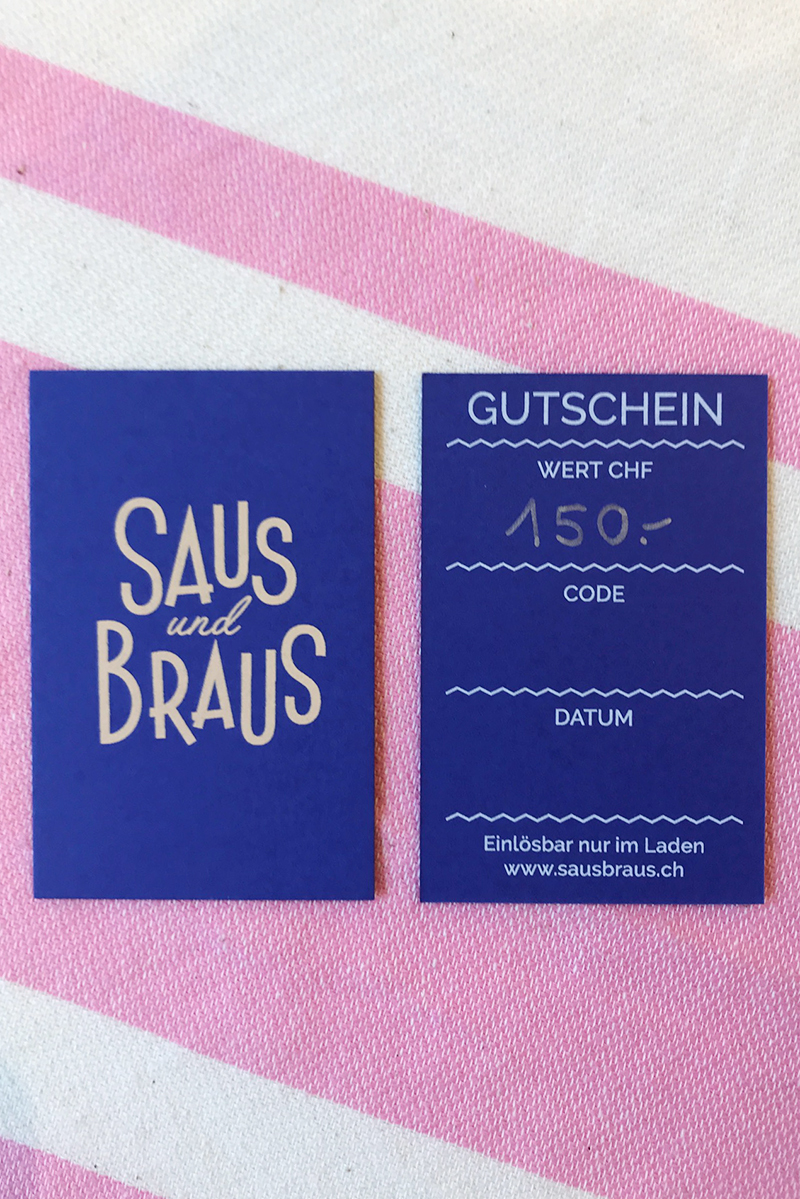 SAUS
und
BRAUS
GUTSCHEIN
WERT CHF
150.-
CODE
DATUM
Einlösbar nur im Laden
www.sausbraus.ch